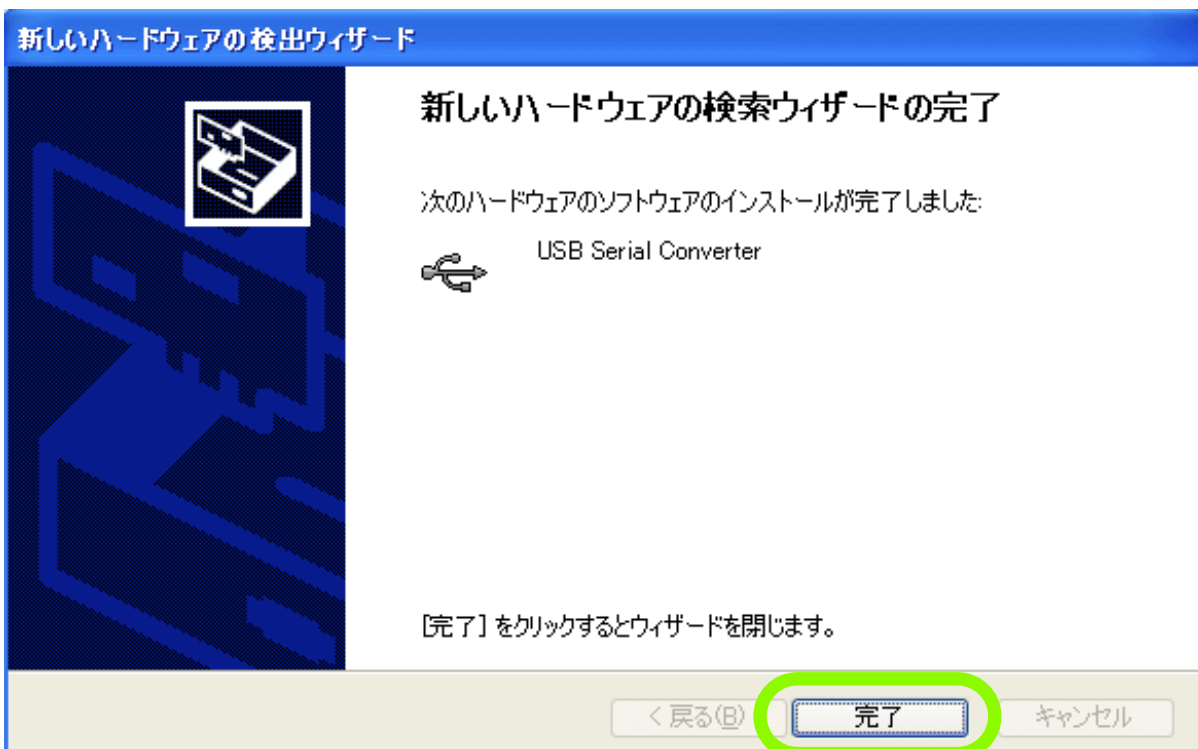 新しいハードウェアの検出ウィザード
新しいハードウェアの検索ウィザードの完了
次のハードウェアのソフトウェアのインストールが完了しました:
USB Serial Converter
[完了] をクリックするとウィザードを閉じます。
< 戻る(B)
完了
キャンセル